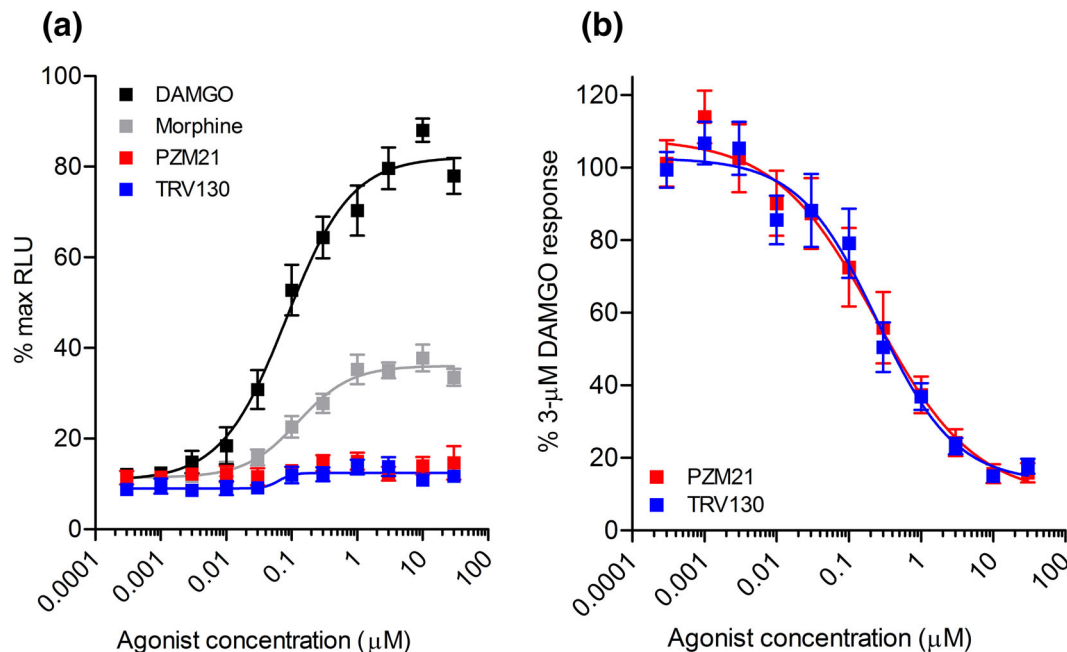 (a)
% max RLU
100
80
60
40
20
0
DAMGO
Morphine
PZM21
TRV130
0.0001
0.001
0.01
0.1
1
10
100
Agonist concentration (μM)
(b)
% 3-μM DAMGO response
120
100
80
60
40
20
0
PZM21
TRV130
0.0001
0.001
0.01
0.1
1
10
100
Agonist concentration (μM)